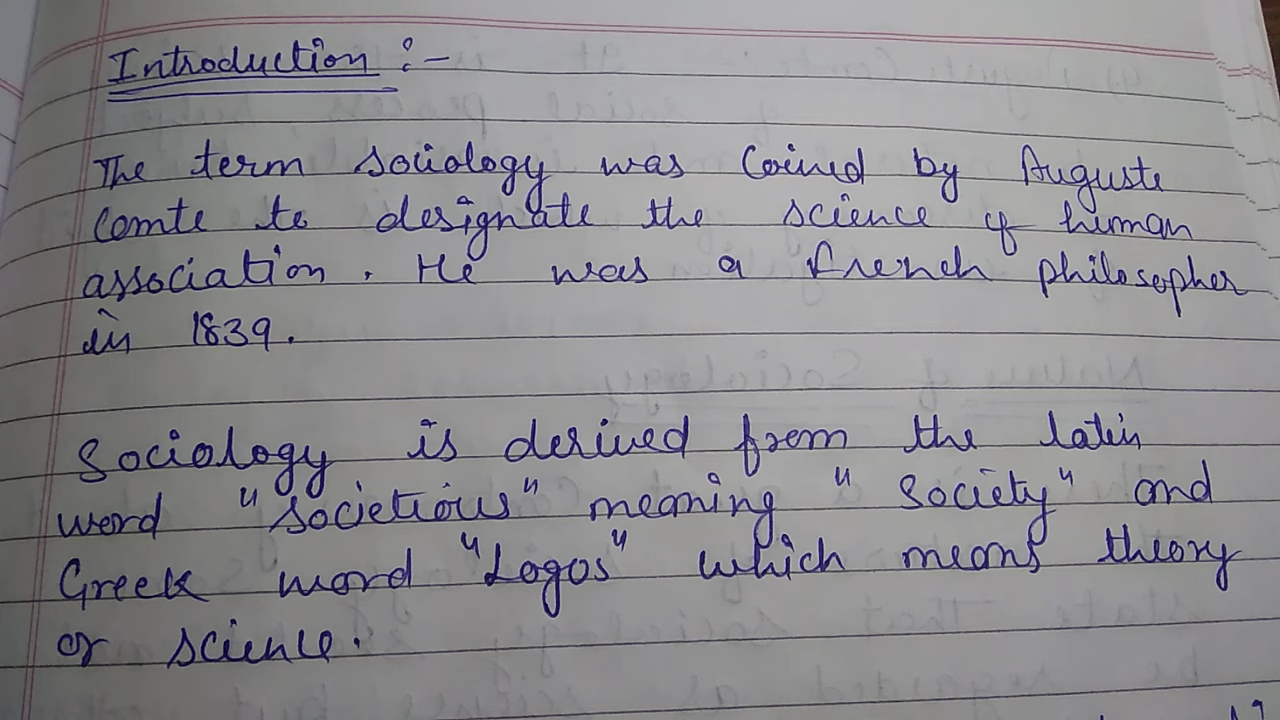 Introduction :-
The term sociology was Coined by Auguste
Comte to designate the science of human
association. He was a French philosopher
in 1839.
Sociology is derived from the latin
word "societious" meaning "Society" and
Greek word "Logos" which means theory
or science.